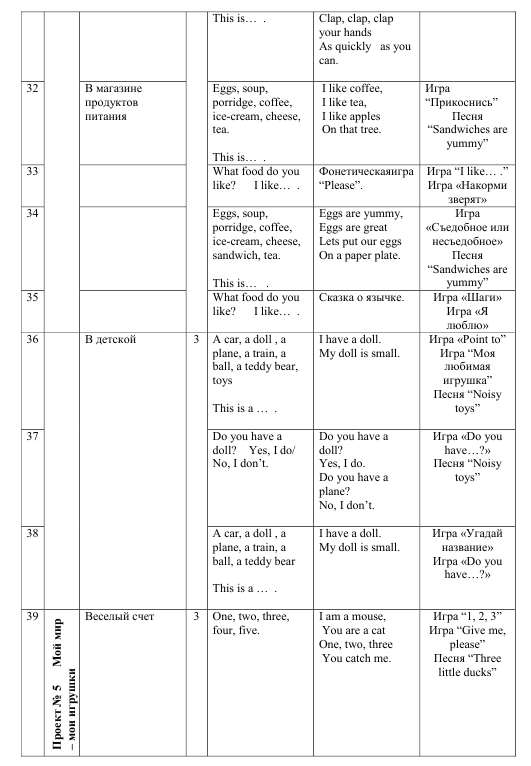 This is… .
Clap, clap, clap
your hands
As quickly as you
can.
32
В магазине
продуктов
питания
Eggs, soup,
porridge, coffee,
ice-cream, cheese,
tea.
This is… .
I like coffee,
I like tea,
I like apples
On that tree.
Игра
“Прикоснись”
Песня
“Sandwiches are
yummy”
33
What food do you
like? I like… .
Фонетическаяигра
“Please”.
Игра “I like… .”
Игра «Накорми
зверят»
34
Eggs, soup,
porridge, coffee,
ice-cream, cheese,
sandwich, tea.
This is… .
Eggs are yummy,
Eggs are great
Lets put our eggs
On a paper plate.
Игра
«Съедобное или
несъедобное»
Песня
“Sandwiches are
yummy”
35
What food do you
like? I like… .
Сказка о язычке.
Игра «Шаги»
Игра «Я
люблю»
36
В детской
3
A car, a doll , a
plane, a train, a
ball, a teddy bear,
toys
This is a … .
I have a doll.
My doll is small.
Игра «Point to»
Игра “Моя
любимая
игрушка”
Песня “Noisy
toys”
37
Do you have a
doll? Yes, I do/
No, I don’t.
Do you have a
doll?
Yes, I do.
Do you have a
plane?
No, I don’t.
Игра «Do you
have…?»
Песня “Noisy
toys”
38
A car, a doll , a
plane, a train, a
ball, a teddy bear
This is a … .
I have a doll.
My doll is small.
Игра «Угадай
название»
Игра «Do you
have…?»
39
Проект № 5 Мой мир
– мои игрушки
Веселый счет
3
One, two, three,
four, five.
I am a mouse,
You are a cat
One, two, three
You catch me.
Игра “1, 2, 3”
Игра “Give me,
please”
Песня “Three
little ducks”